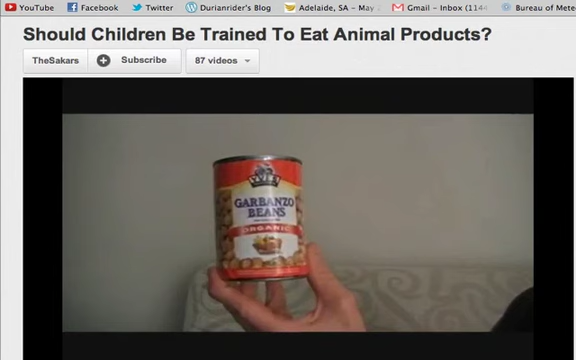 YouTube Facebook Twitter Durianrider's Blog Adelaide, SA - May Gmail - Inbox (114 Bureau of Mete
Should Children Be Trained To Eat Animal Products?
TheSakars Subscribe 87 videos
GARBANZO
BEANS
ORGANIC